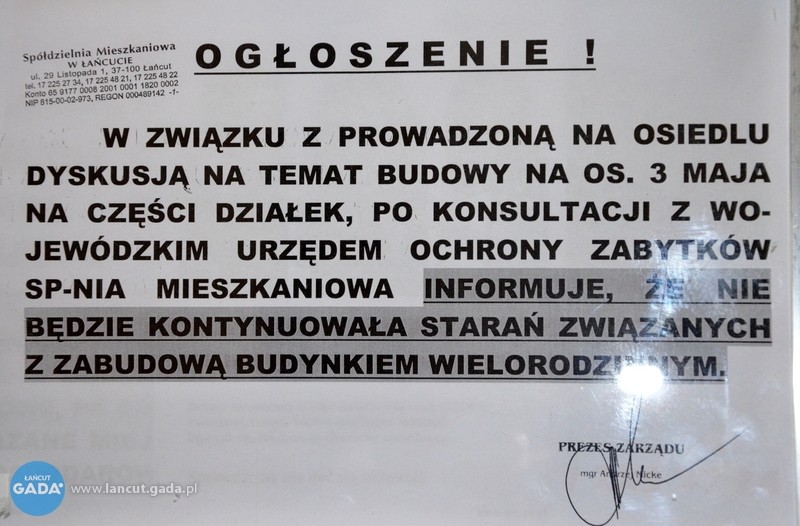 Spółdzielnia Mieszkaniowa
W ŁAŃCUCIE
ul. 29 Listopada 1, 37-100 Łańcut
tel. 17 225 27 34, 17 225 48 21, 17 225 48 22
Konto 65 9177 0008 2001 0001 1820 0002
NIP 815-00-02-973, REGON 000489142 -1-
OGŁOSZENIE !
W ZWIĄZKU Z PROWADZONĄ NA OSIEDLU
DYSKUSJĄ NA TEMAT BUDOWY NA OS. 3 MAJA
NA CZĘŚCI DZIAŁEK, PO KONSULTACJI Z WO-
JEWÓDZKIM URZĘDEM OCHRONY ZABYTKÓW
SP-NIA MIESZKANIOWA INFORMUJE, ŻE NIE
BĘDZIE KONTYNUOWAŁA STARAŃ ZWIĄZANYCH
Z ZABUDOWĄ BUDYNKIEM WIELORODZINNYM.
PREZES ZARZĄDU
mgr Andrzej Nicke
ŁAŃCUT
GADA
www.lancut.gada.pl